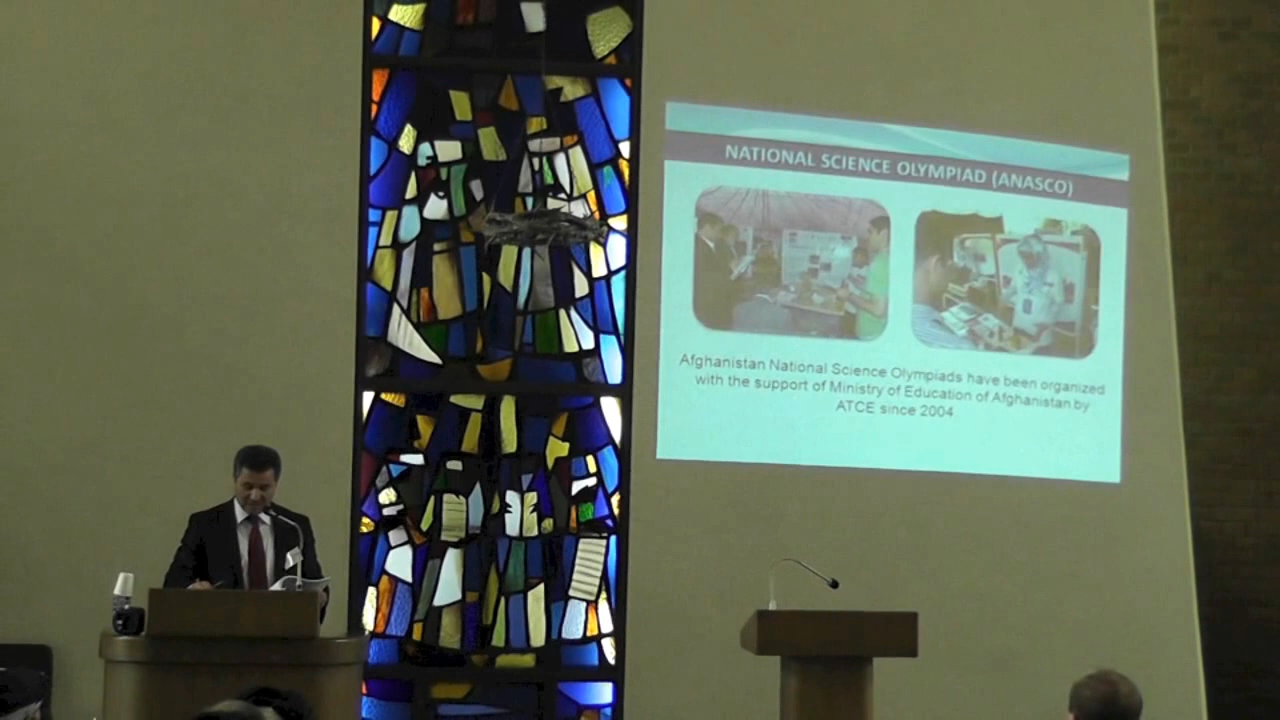 NATIONAL SCIENCE OLYMPIAD (ANASCO)
Afghanistan National Science Olympiads have been organized
with the support of Ministry of Education of Afghanistan by
ATCE since 2004